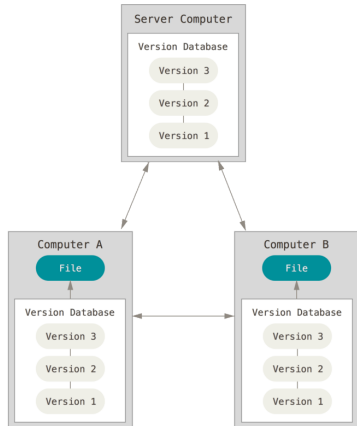 Server Computer
Version Database
Version 3
Version 2
Version 1
Computer A
File
Version Database
Version 3
Version 2
Version 1
Computer B
File
Version Database
Version 3
Version 2
Version 1